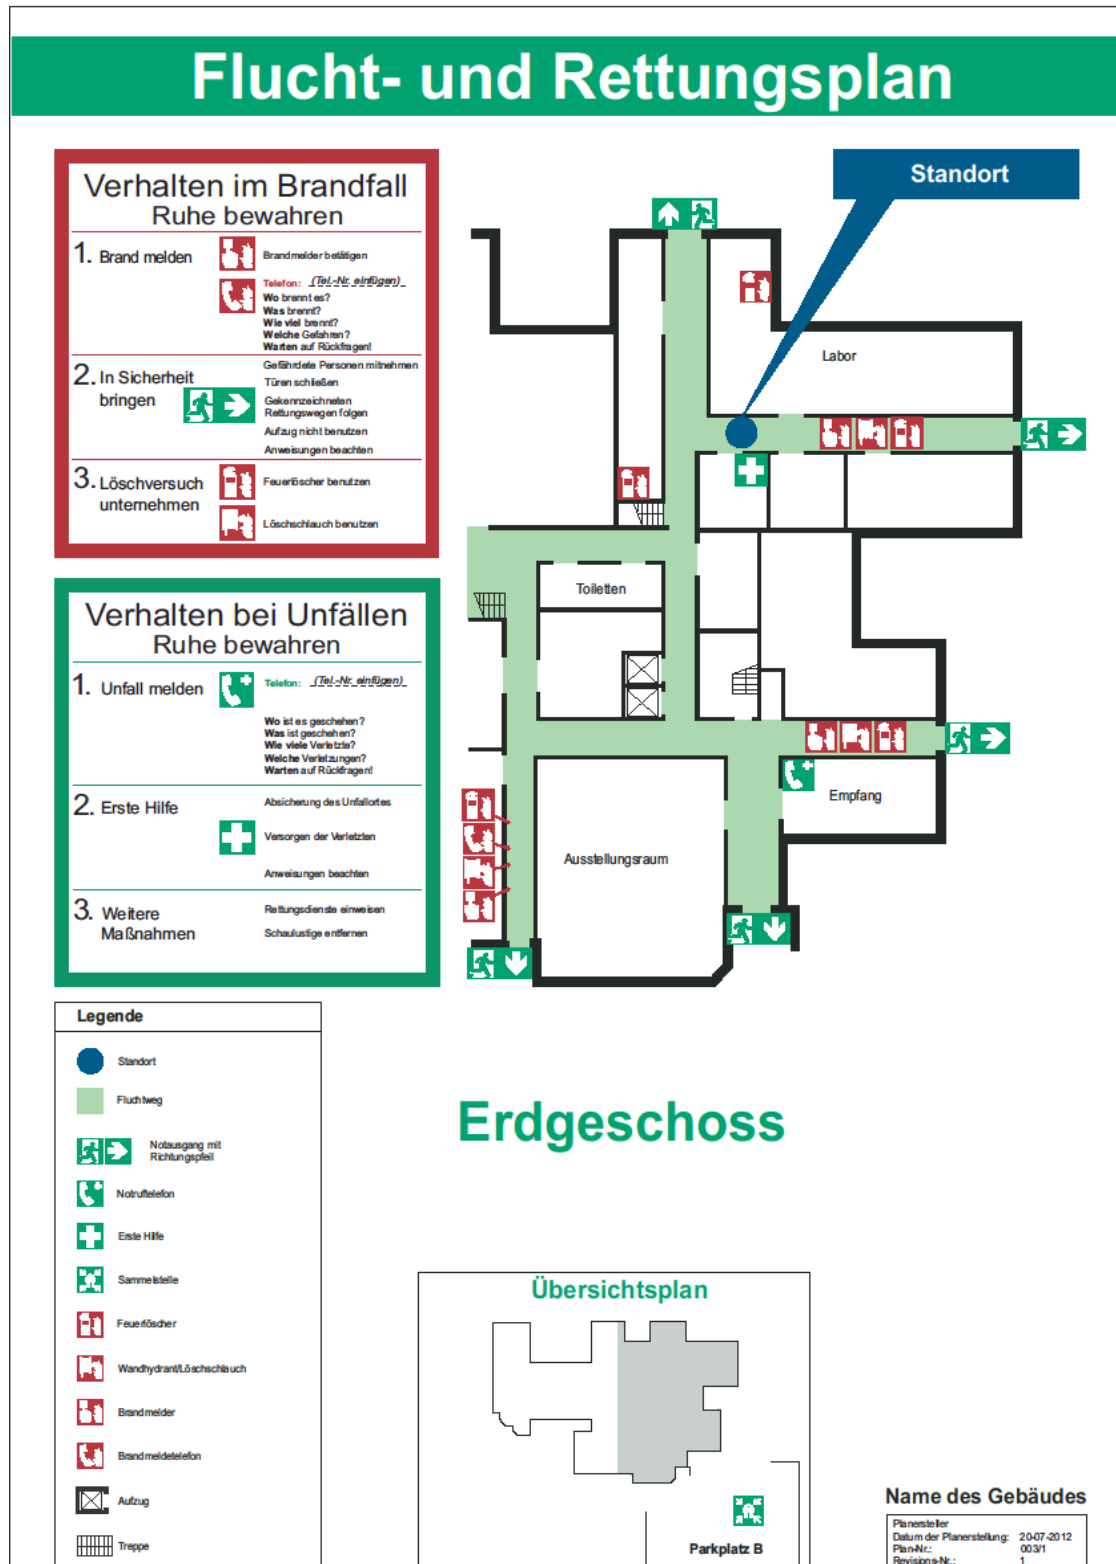 Flucht- und Rettungsplan
Verhalten im Brandfall
Ruhe bewahren
1. Brand melden
Brandmelder betätigen
Telefon: (Tel.-Nr. einfügen)
Wo brennt es?
Was brennt?
Wie viel brennt?
Welche Gefahren?
Warten auf Rückfragen!
2. In Sicherheit
bringen
Gefährdete Personen mitnehmen
Türen schließen
Gekennzeichneten
Rettungswegen folgen
Aufzug nicht benutzen
Anweisungen beachten
3. Löschversuch
unternehmen
Feuerlöscher benutzen
Löschschlauch benutzen
Verhalten bei Unfällen
Ruhe bewahren
1. Unfall melden
Telefon: (Tel.-Nr. einfügen)
Wo ist es geschehen?
Was ist geschehen?
Wie viele Verletzte?
Welche Verletzungen?
Warten auf Rückfragen!
2. Erste Hilfe
Absicherung des Unfallortes
Versorgen der Verletzten
Anweisungen beachten
3. Weitere
Maßnahmen
Rettungsdienste einweisen
Schaulustige entfernen
Standort
Labor
Toiletten
Empfang
Ausstellungsraum
Legende
Standort
Fluchtweg
Notausgang mit
Richtungspfeil
Notruftelefon
Erste Hilfe
Sammelstelle
Feuerlöscher
Wandhydrant/Löschschlauch
Brandmelder
Brandmeldetelefon
Aufzug
Treppe
Erdgeschoss
Übersichtsplan
Parkplatz B
Name des Gebäudes
Planersteller
Datum der Planerstellung: 20-07-2012
Plan-Nr.: 003/1
Revisions-Nr.: 1